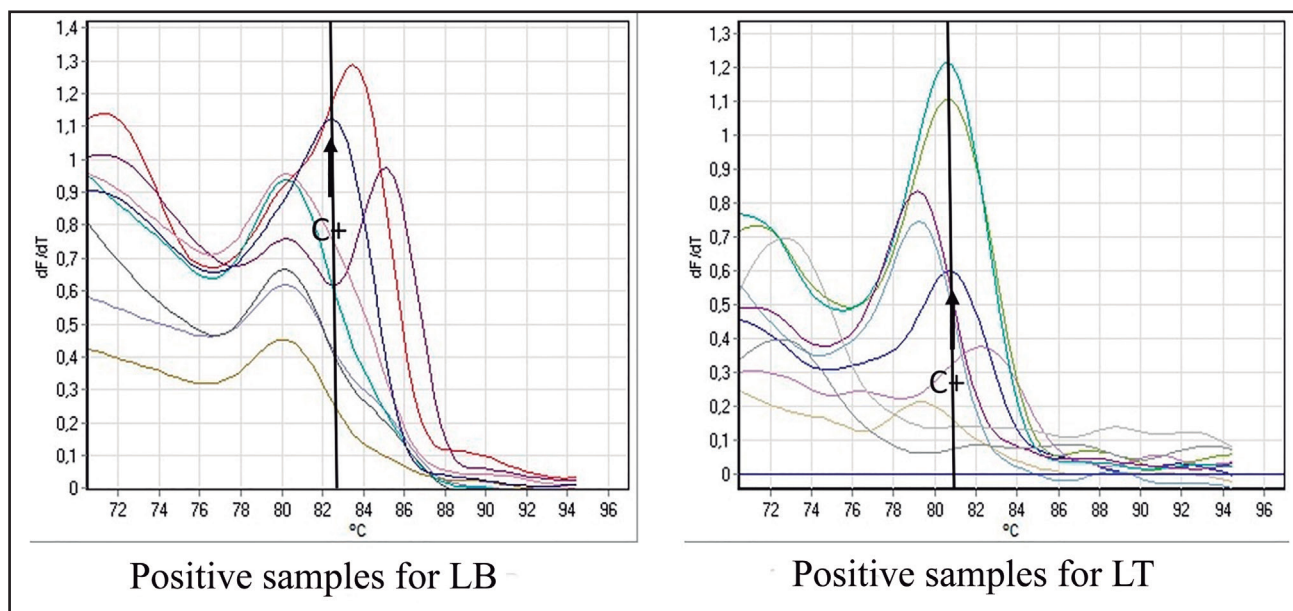 1,4
1,3
1,2
1,1
1
0,9
0,8
0,7
0,6
0,5
0,4
0,3
0,2
0,1
0
dF/dT
C+
72 74 76 78 80 82 84 86 88 90 92 94 96
ºC
Positive samples for LB
1,3
1,2
1,1
1
0,9
0,8
0,7
0,6
0,5
0,4
0,3
0,2
0,1
0
dF/dT
C+
72 74 76 78 80 82 84 86 88 90 92 94 96
ºC
Positive samples for LT